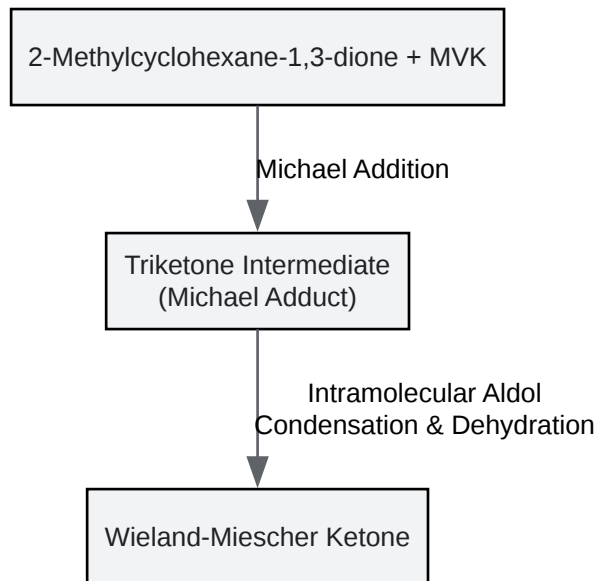 2-Methylcyclohexane-1,3-dione + MVK
Michael Addition
Triketone Intermediate
(Michael Adduct)
Intramolecular Aldol
Condensation & Dehydration
Wieland-Miescher Ketone